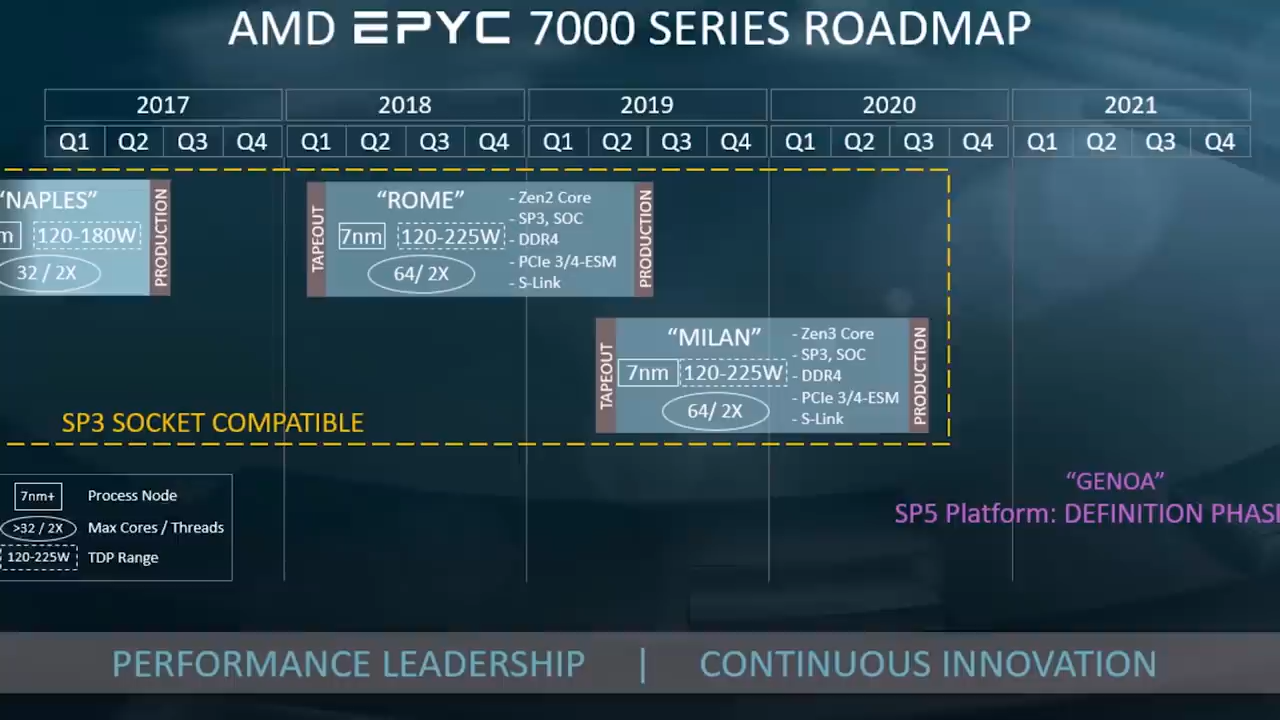 AMD EPYC 7000 SERIES ROADMAP
2017 2018 2019 2020 2021
Q1 Q2 Q3 Q4 Q1 Q2 Q3 Q4 Q1 Q2 Q3 Q4 Q1 Q2 Q3 Q4 Q1 Q2 Q3 Q4
“NAPLES”
120-180W
32 / 2X
PRODUCTION
TAPEOUT
“ROME”
7nm 120-225W
64/ 2X
- Zen2 Core
- SP3, SOC
- DDR4
- PCIe 3/4-ESM
- S-Link
PRODUCTION
TAPEOUT
“MILAN”
7nm 120-225W
64/ 2X
- Zen3 Core
- SP3, SOC
- DDR4
- PCIe 3/4-ESM
- S-Link
PRODUCTION
SP3 SOCKET COMPATIBLE
“GENOA”
SP5 Platform: DEFINITION PHAS
7nm+ Process Node
>32 / 2X Max Cores / Threads
120-225W TDP Range
PERFORMANCE LEADERSHIP | CONTINUOUS INNOVATION